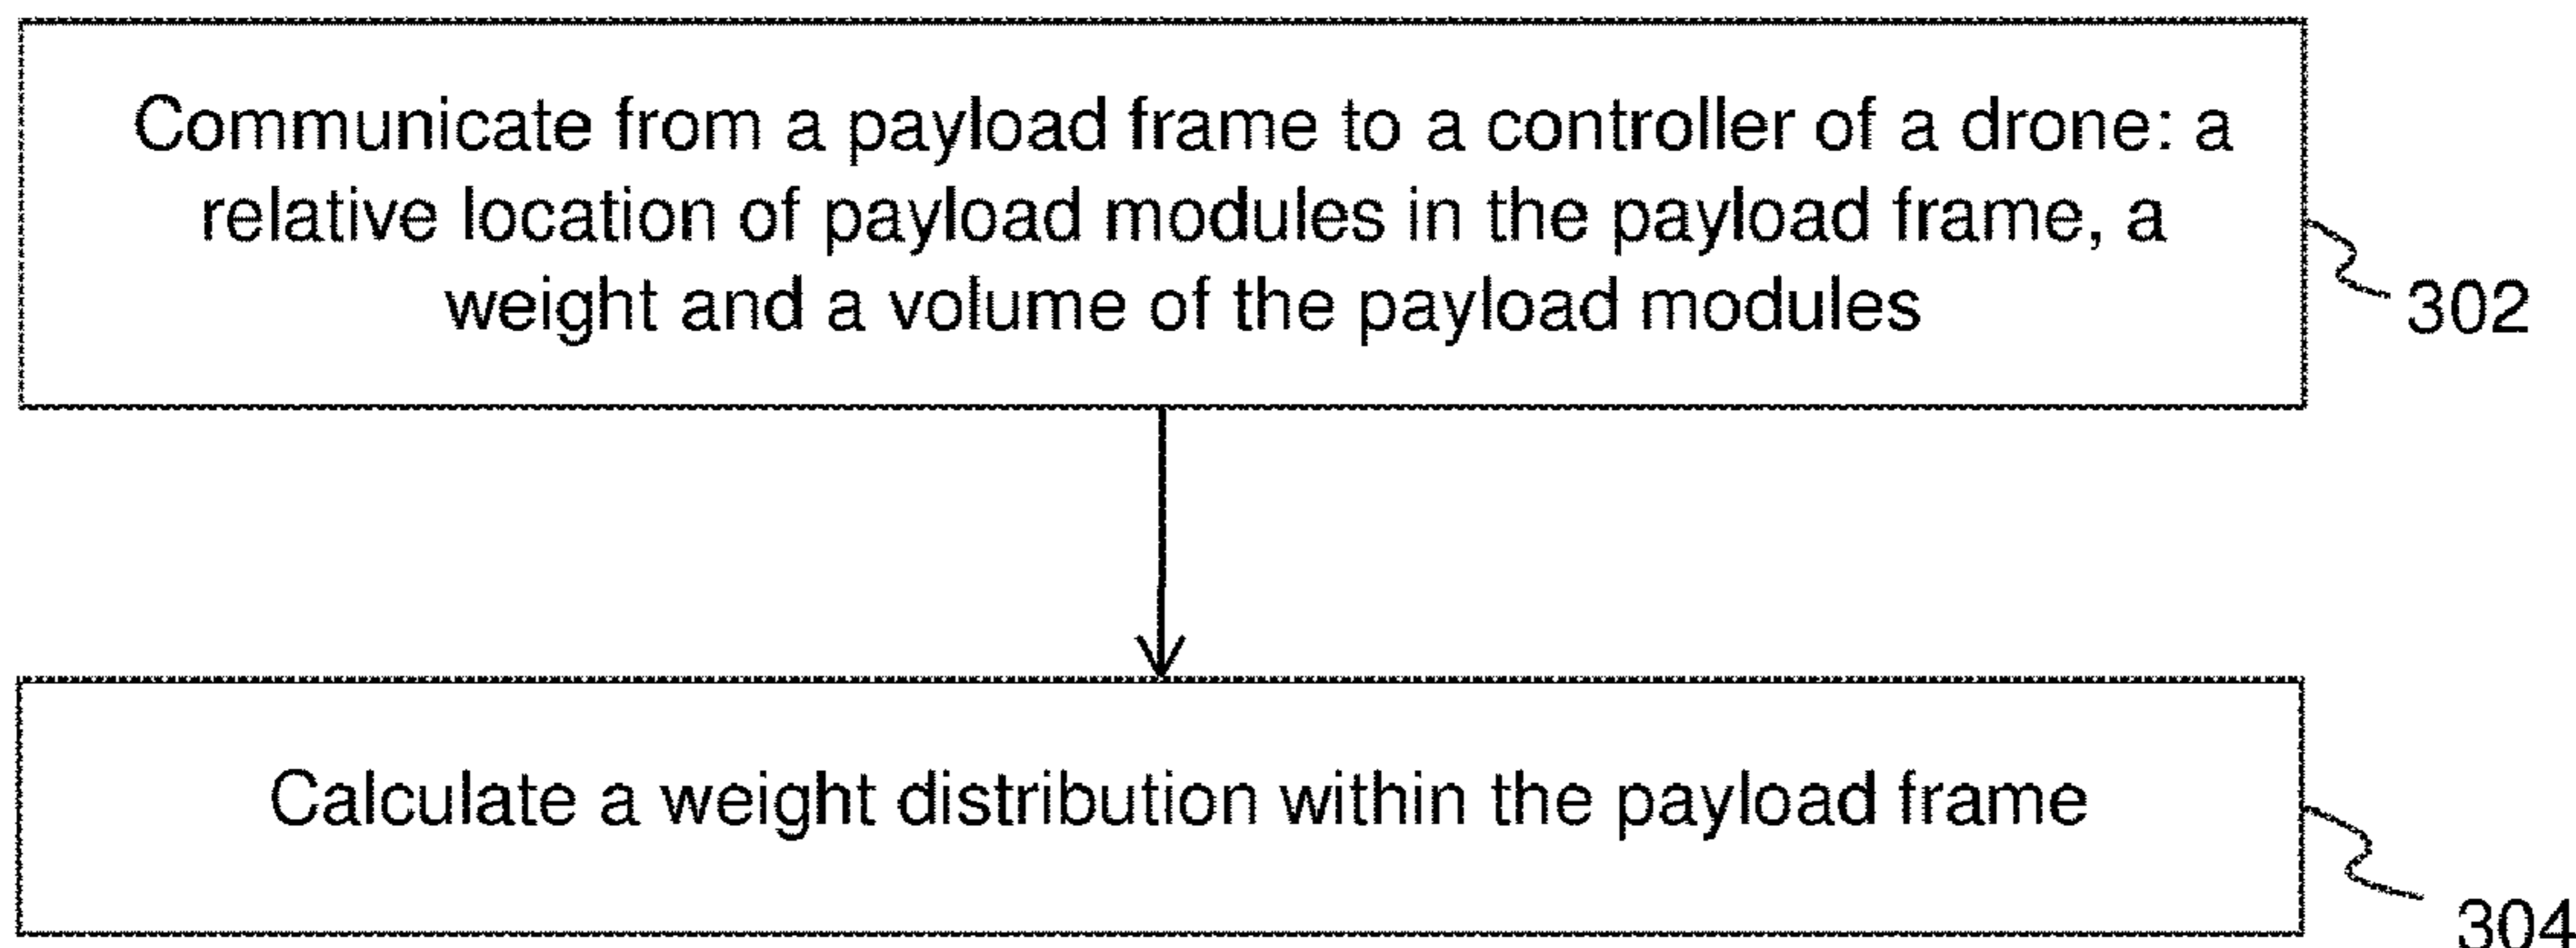 Communicate from a payload frame to a controller of a drone: a
relative location of payload modules in the payload frame, a
weight and a volume of the payload modules
302
Calculate a weight distribution within the payload frame
304